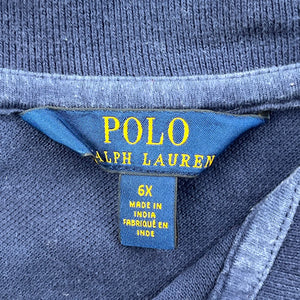 POLO
RALPH LAUREN
6X
MADE IN
INDIA
FABRIQUÉ EN
INDE